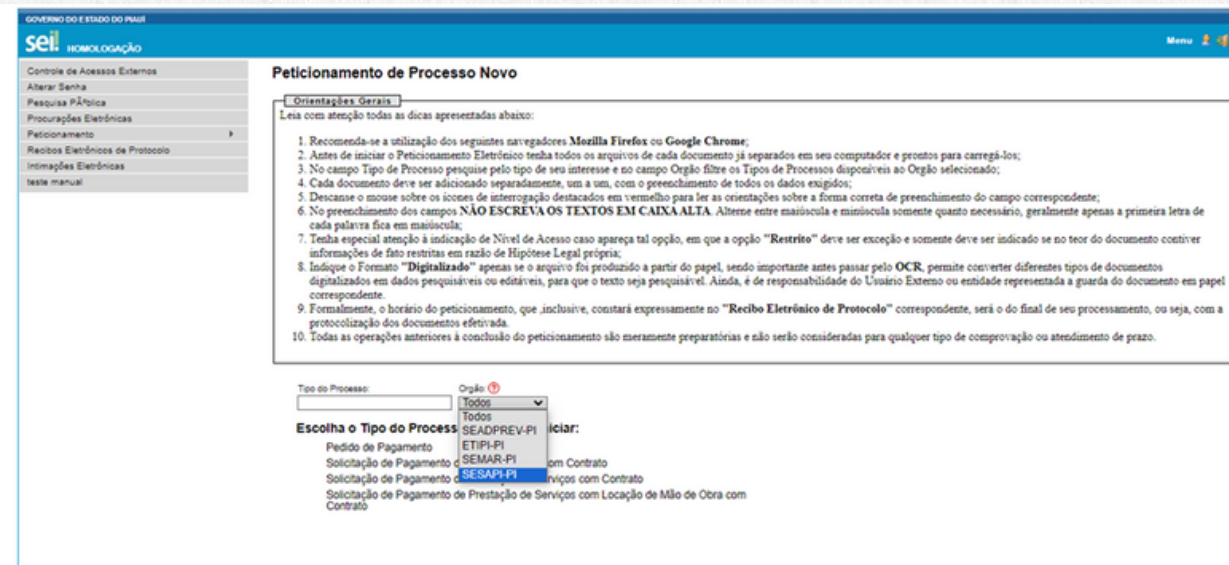 GOVERNO DO ESTADO DO PIAUÍ
sei! HOMOLOGAÇÃO
Menu
Controle de Acessos Externos
Alterar Senha
Pesquisa PÃºblica
Procurações Eletrônicas
Peticionamento
Recibos Eletrônicos de Protocolo
Intimações Eletrônicas
teste manual
Peticionamento de Processo Novo
Orientações Gerais
Leia com atenção todas as dicas apresentadas abaixo:
1. Recomenda-se a utilização dos seguintes navegadores Mozilla Firefox ou Google Chrome;
2. Antes de iniciar o Peticionamento Eletrônico tenha todos os arquivos de cada documento já separados em seu computador e prontos para carregá-los;
3. No campo Tipo de Processo pesquise pelo tipo de seu interesse e no campo Orgão filtre os Tipos de Processos disponíveis ao Orgão selecionado;
4. Cada documento deve ser adicionado separadamente, um a um, com o preenchimento de todos os dados exigidos;
5. Descanse o mouse sobre os ícones de interrogação destacados em vermelho para ler as orientações sobre a forma correta de preenchimento do campo correspondente;
6. No preenchimento dos campos NÃO ESCREVA OS TEXTOS EM CAIXA ALTA. Alterne entre maiúscula e minúscula somente quanto necessário, geralmente apenas a primeira letra de
cada palavra fica em maiúscula;
7. Tenha especial atenção à indicação de Nível de Acesso caso apareça tal opção, em que a opção "Restrito" deve ser exceção e somente deve ser indicado se no teor do documento contiver
informações de fato restritas em razão de Hipótese Legal própria;
8. Indique o Formato "Digitalizado" apenas se o arquivo foi produzido a partir do papel, sendo importante antes passar pelo OCR, permite converter diferentes tipos de documentos
digitalizados em dados pesquisáveis ou editáveis, para que o texto seja pesquisável. Ainda, é de responsabilidade do Usuário Externo ou entidade representada a guarda do documento em papel
correspondente.
9. Formalmente, o horário do peticionamento, que ,inclusive, constará expressamente no "Recibo Eletrônico de Protocolo" correspondente, será o do final de seu processamento, ou seja, com a
protocolização dos documentos efetivada.
10. Todas as operações anteriores à conclusão do peticionamento são meramente preparatórias e não serão consideradas para qualquer tipo de comprovação ou atendimento de prazo.
Tipo do Processo: Orgão: ?
Todos
Todos
SEADPREV-PI
ETIPI-PI
SEMAR-PI
SESAPI-PI
Escolha o Tipo do Process iniciar:
Pedido de Pagamento
Solicitação de Pagamento d om Contrato
Solicitação de Pagamento d rviços com Contrato
Solicitação de Pagamento de Prestação de Serviços com Locação de Mão de Obra com
Contrato